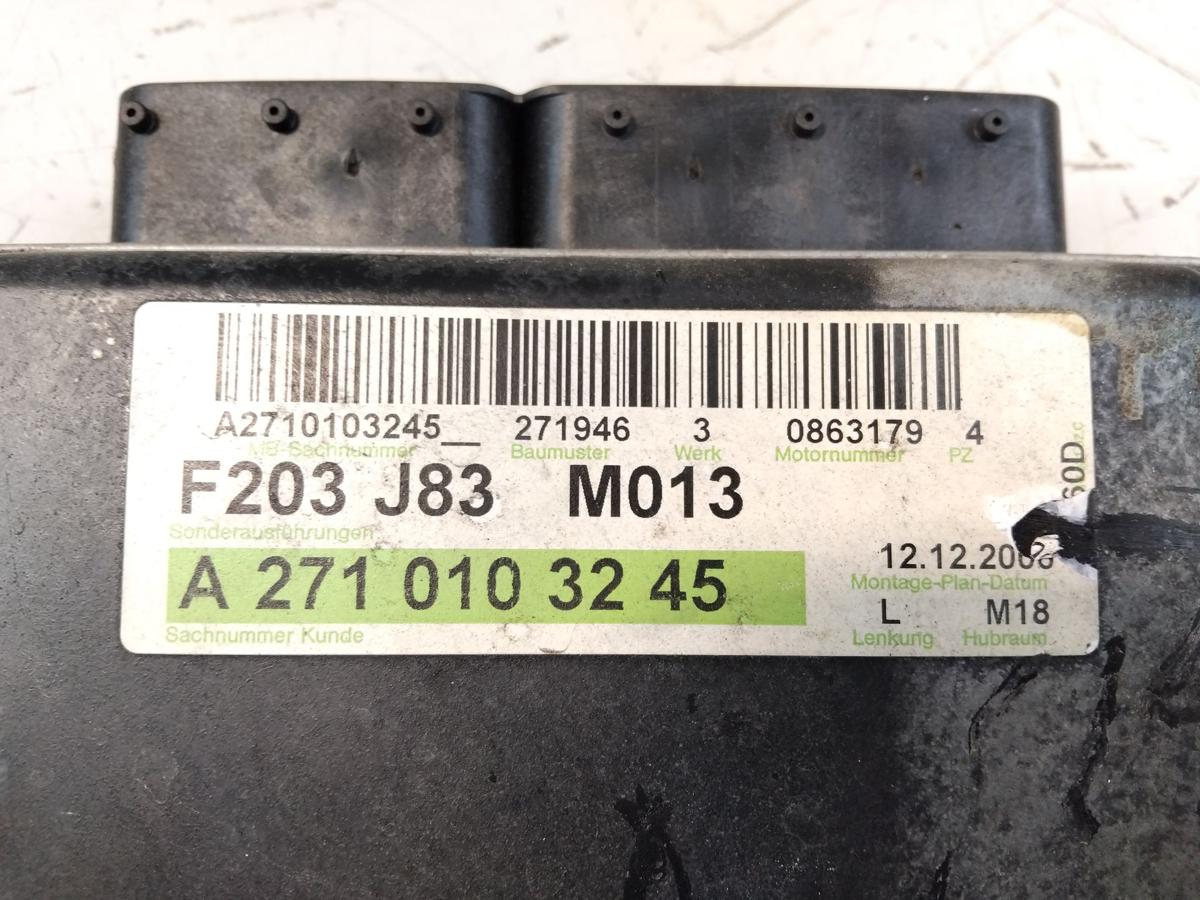 A2710103245__ 271946 3 0863179 4
MB-Sachnummer Baumuster Werk Motornummer PZ
F203 J83 M013
Sonderausführungen
A 271 010 32 45
Sachnummer Kunde
12.12.2006
Montage-Plan-Datum
L M18
Lenkung Hubraum